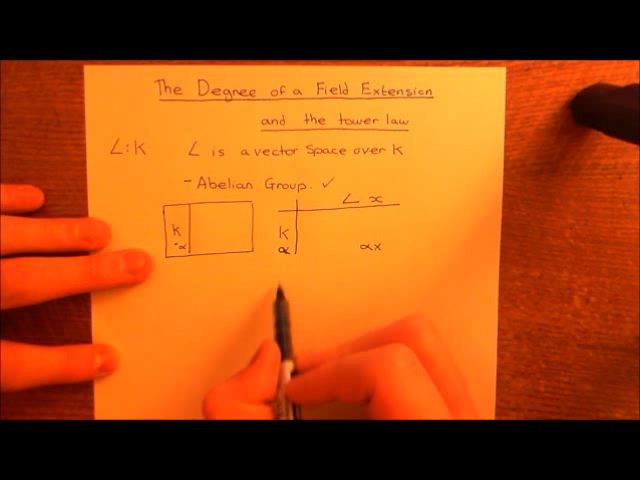 The Degree of a Field Extension
and the tower law
L:K L is a vector Space over K
- Abelian Group. ✓
L x
K K
α α αx